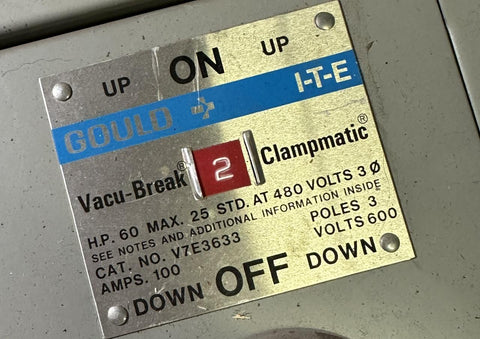 UP ON UP
GOULD I-T-E
Vacu-Break® 2 Clampmatic®
H.P. 60 MAX. 25 STD. AT 480 VOLTS 3 Ø
SEE NOTES AND ADDITIONAL INFORMATION INSIDE
CAT. NO. V7E3633 POLES 3
AMPS. 100 VOLTS 600
DOWN OFF DOWN